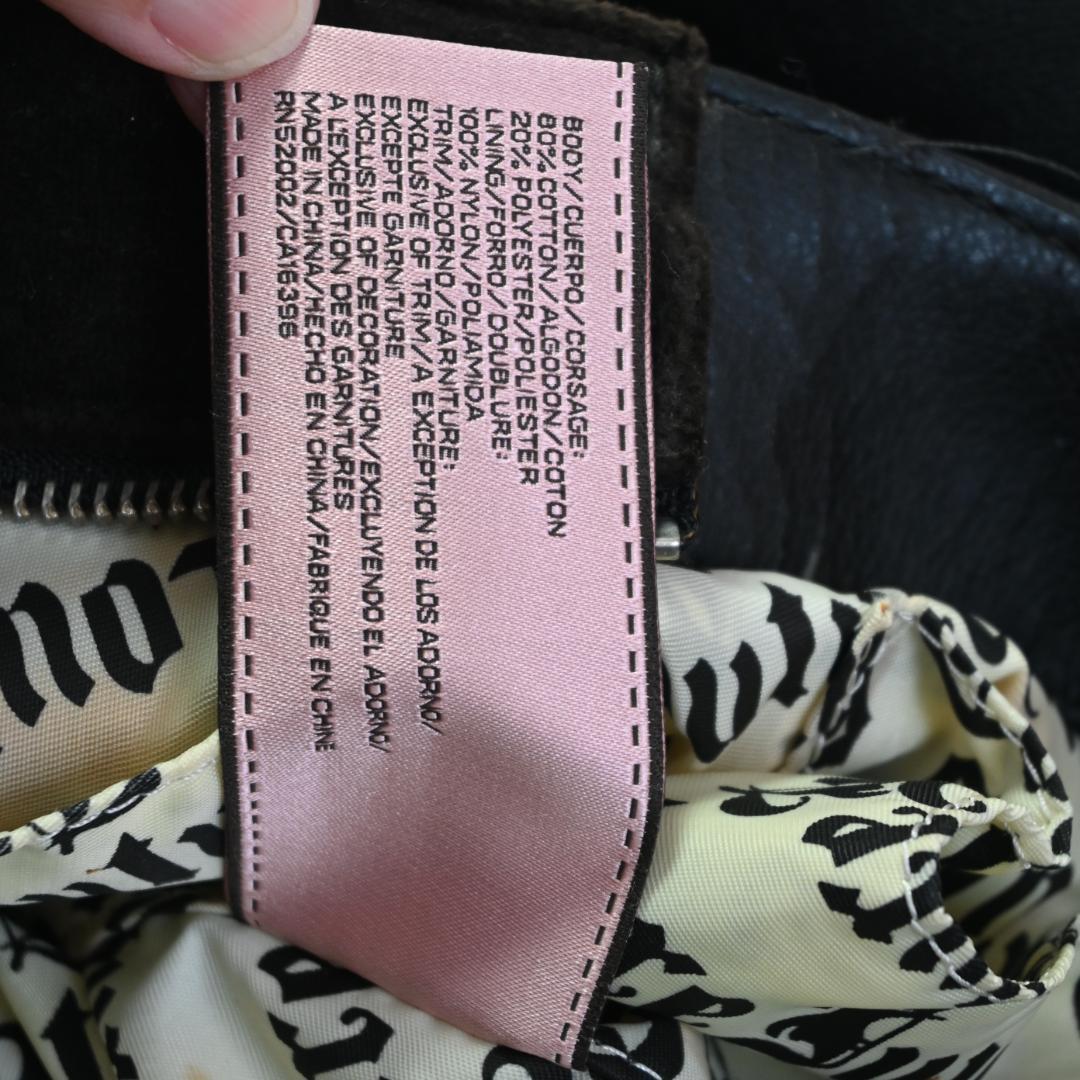 BODY/CUERPO/CORSAGE:
80% COTTON/ALGODON/COTON
20% POLYESTER/POLIESTER
LINING/FORRO/DOUBLURE:
100% NYLON/POLIAMIDA
TRIM/ADORNO/GARNITURE:
EXCLUSIVE OF TRIM/A EXCEPTION DE LOS ADORNO/
EXCEPTE GARNITURE
EXCLUSIVE OF DECORATION/EXCLUYENDO EL ADORNO/
A L'EXCEPTION DES GARNITURES
MADE IN CHINA/HECHO EN CHINA/FABRIQUE EN CHINE
RN52002/CA16396